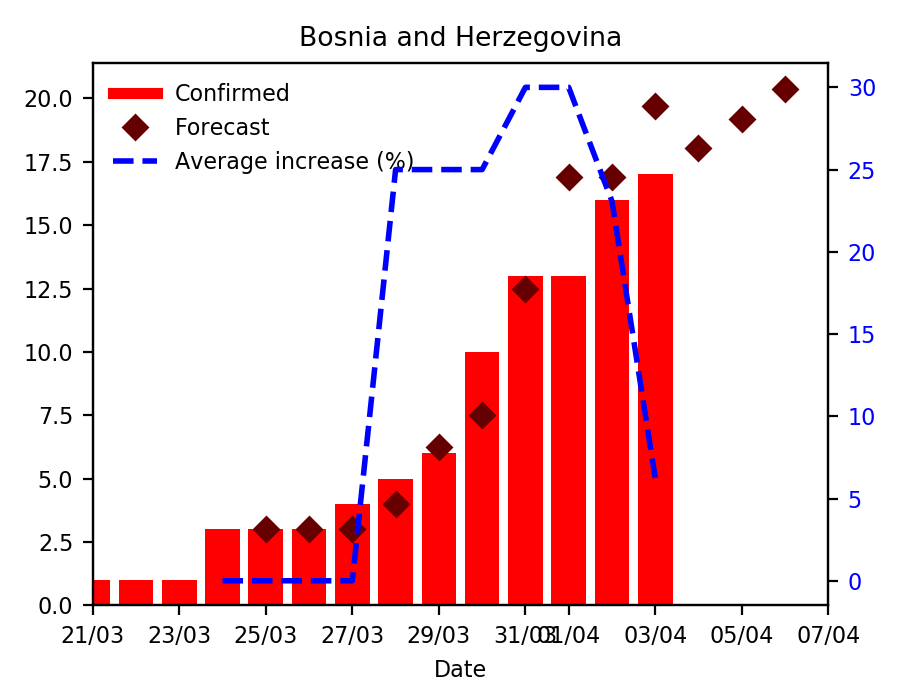 Bosnia and Herzegovina
Confirmed
Forecast
Average increase (%)
20.0
17.5
15.0
12.5
10.0
7.5
5.0
2.5
0.0
30
25
20
15
10
5
0
21/03 23/03 25/03 27/03 29/03 31/03 01/04 03/04 05/04 07/04
Date